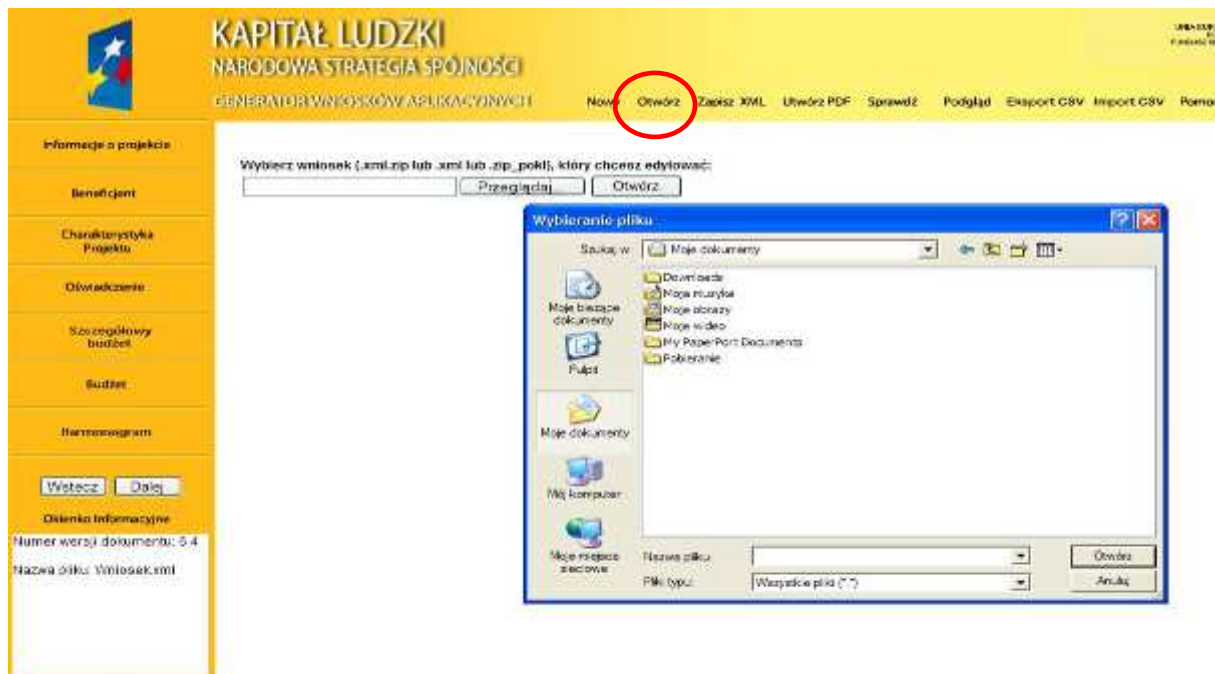 KAPITAŁ LUDZKI
NARODOWA STRATEGIA SPÓJNOŚCI
GENERATOR WNIOSKÓW APLIKACYJNYCH
Nowy Otwórz Zapisz XML Utwórz PDF Sprawdź Podgląd Eksport CSV Import CSV
Informacje o projekcie
Beneficjent
Charakterystyka
Projektu
Oświadczenie
Szczegółowy
budżet
Budżet
Harmonogram
Wstecz Dalej
Okienko Informacyjne
Numer wersji dokumentu: 6.4
Nazwa pliku: Wniosek.xml
Wybierz wniosek (.xml.zip lub .xml lub .zip_pokl), który chcesz edytować:
Przeglądaj... Otwórz
Wybieranie pliku
Szukaj w: Moje dokumenty
Moje bieżące
dokumenty
Pulpit
Moje dokumenty
Mój komputer
Moje miejsca
sieciowe
Downloads
Moja muzyka
Moje obrazy
Moje wideo
My PaperPort Documents
Pobieranie
Nazwa pliku: Otwórz
Pliki typu: Wszystkie pliki (*.*) Anuluj